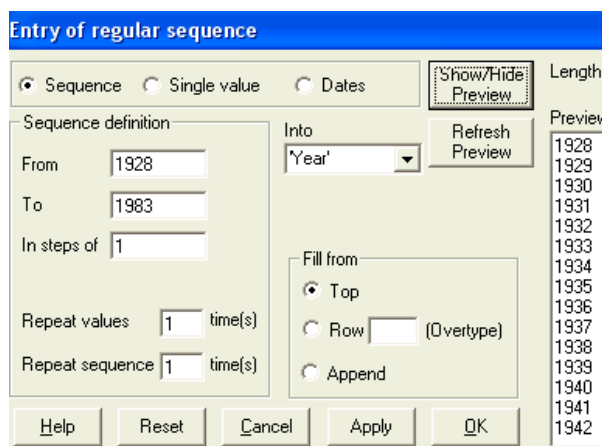 Entry of regular sequence
Sequence Single value Dates
Show/Hide
Preview
Length
Sequence definition
From 1928
To 1983
In steps of 1
Repeat values 1 time(s)
Repeat sequence 1 time(s)
Into
'Year'
Refresh
Preview
Fill from
Top
Row (Overtype)
Append
Preview
1928
1929
1930
1931
1932
1933
1934
1935
1936
1937
1938
1939
1940
1941
1942
Help Reset Cancel Apply OK